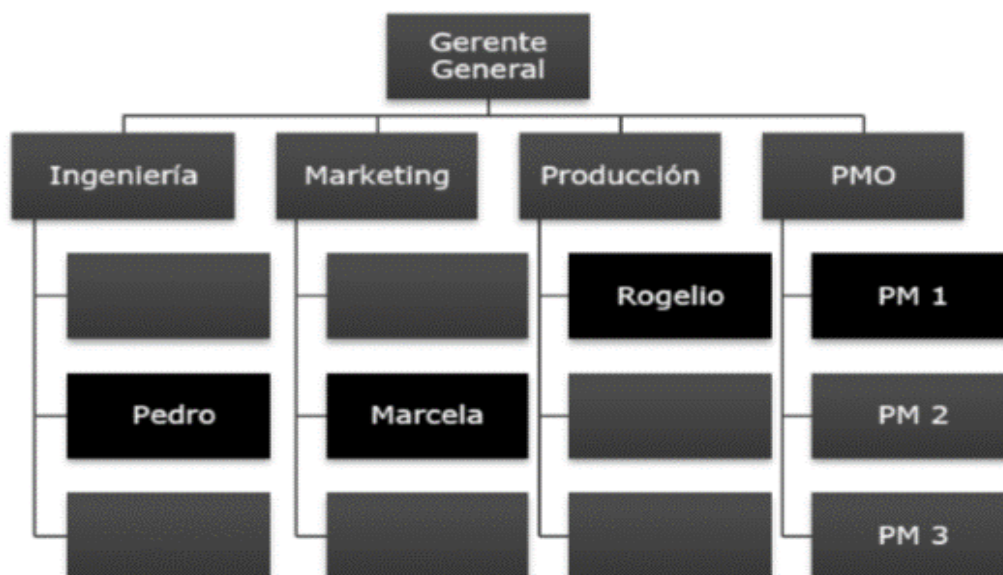 Gerente
General
Ingeniería
Marketing
Producción
PMO
Rogelio
PM 1
Pedro
Marcela
PM 2
PM 3